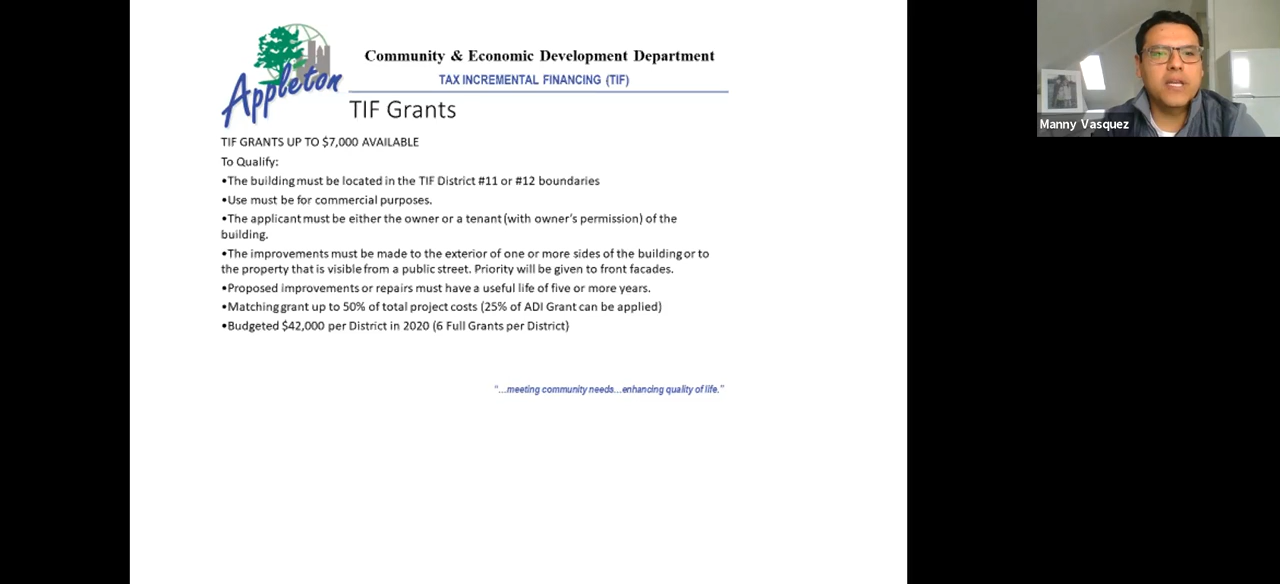 Community & Economic Development Department
TAX INCREMENTAL FINANCING (TIF)
Appleton
TIF Grants
TIF GRANTS UP TO $7,000 AVAILABLE
To Qualify:
•The building must be located in the TIF District #11 or #12 boundaries
•Use must be for commercial purposes.
•The applicant must be either the owner or a tenant (with owner's permission) of the
building.
•The improvements must be made to the exterior of one or more sides of the building or to
the property that is visible from a public street. Priority will be given to front facades.
•Proposed improvements or repairs must have a useful life of five or more years.
•Matching grant up to 50% of total project costs (25% of ADI Grant can be applied)
•Budgeted $42,000 per District in 2020 (6 Full Grants per District)
"...meeting community needs...enhancing quality of life."
Manny Vasquez